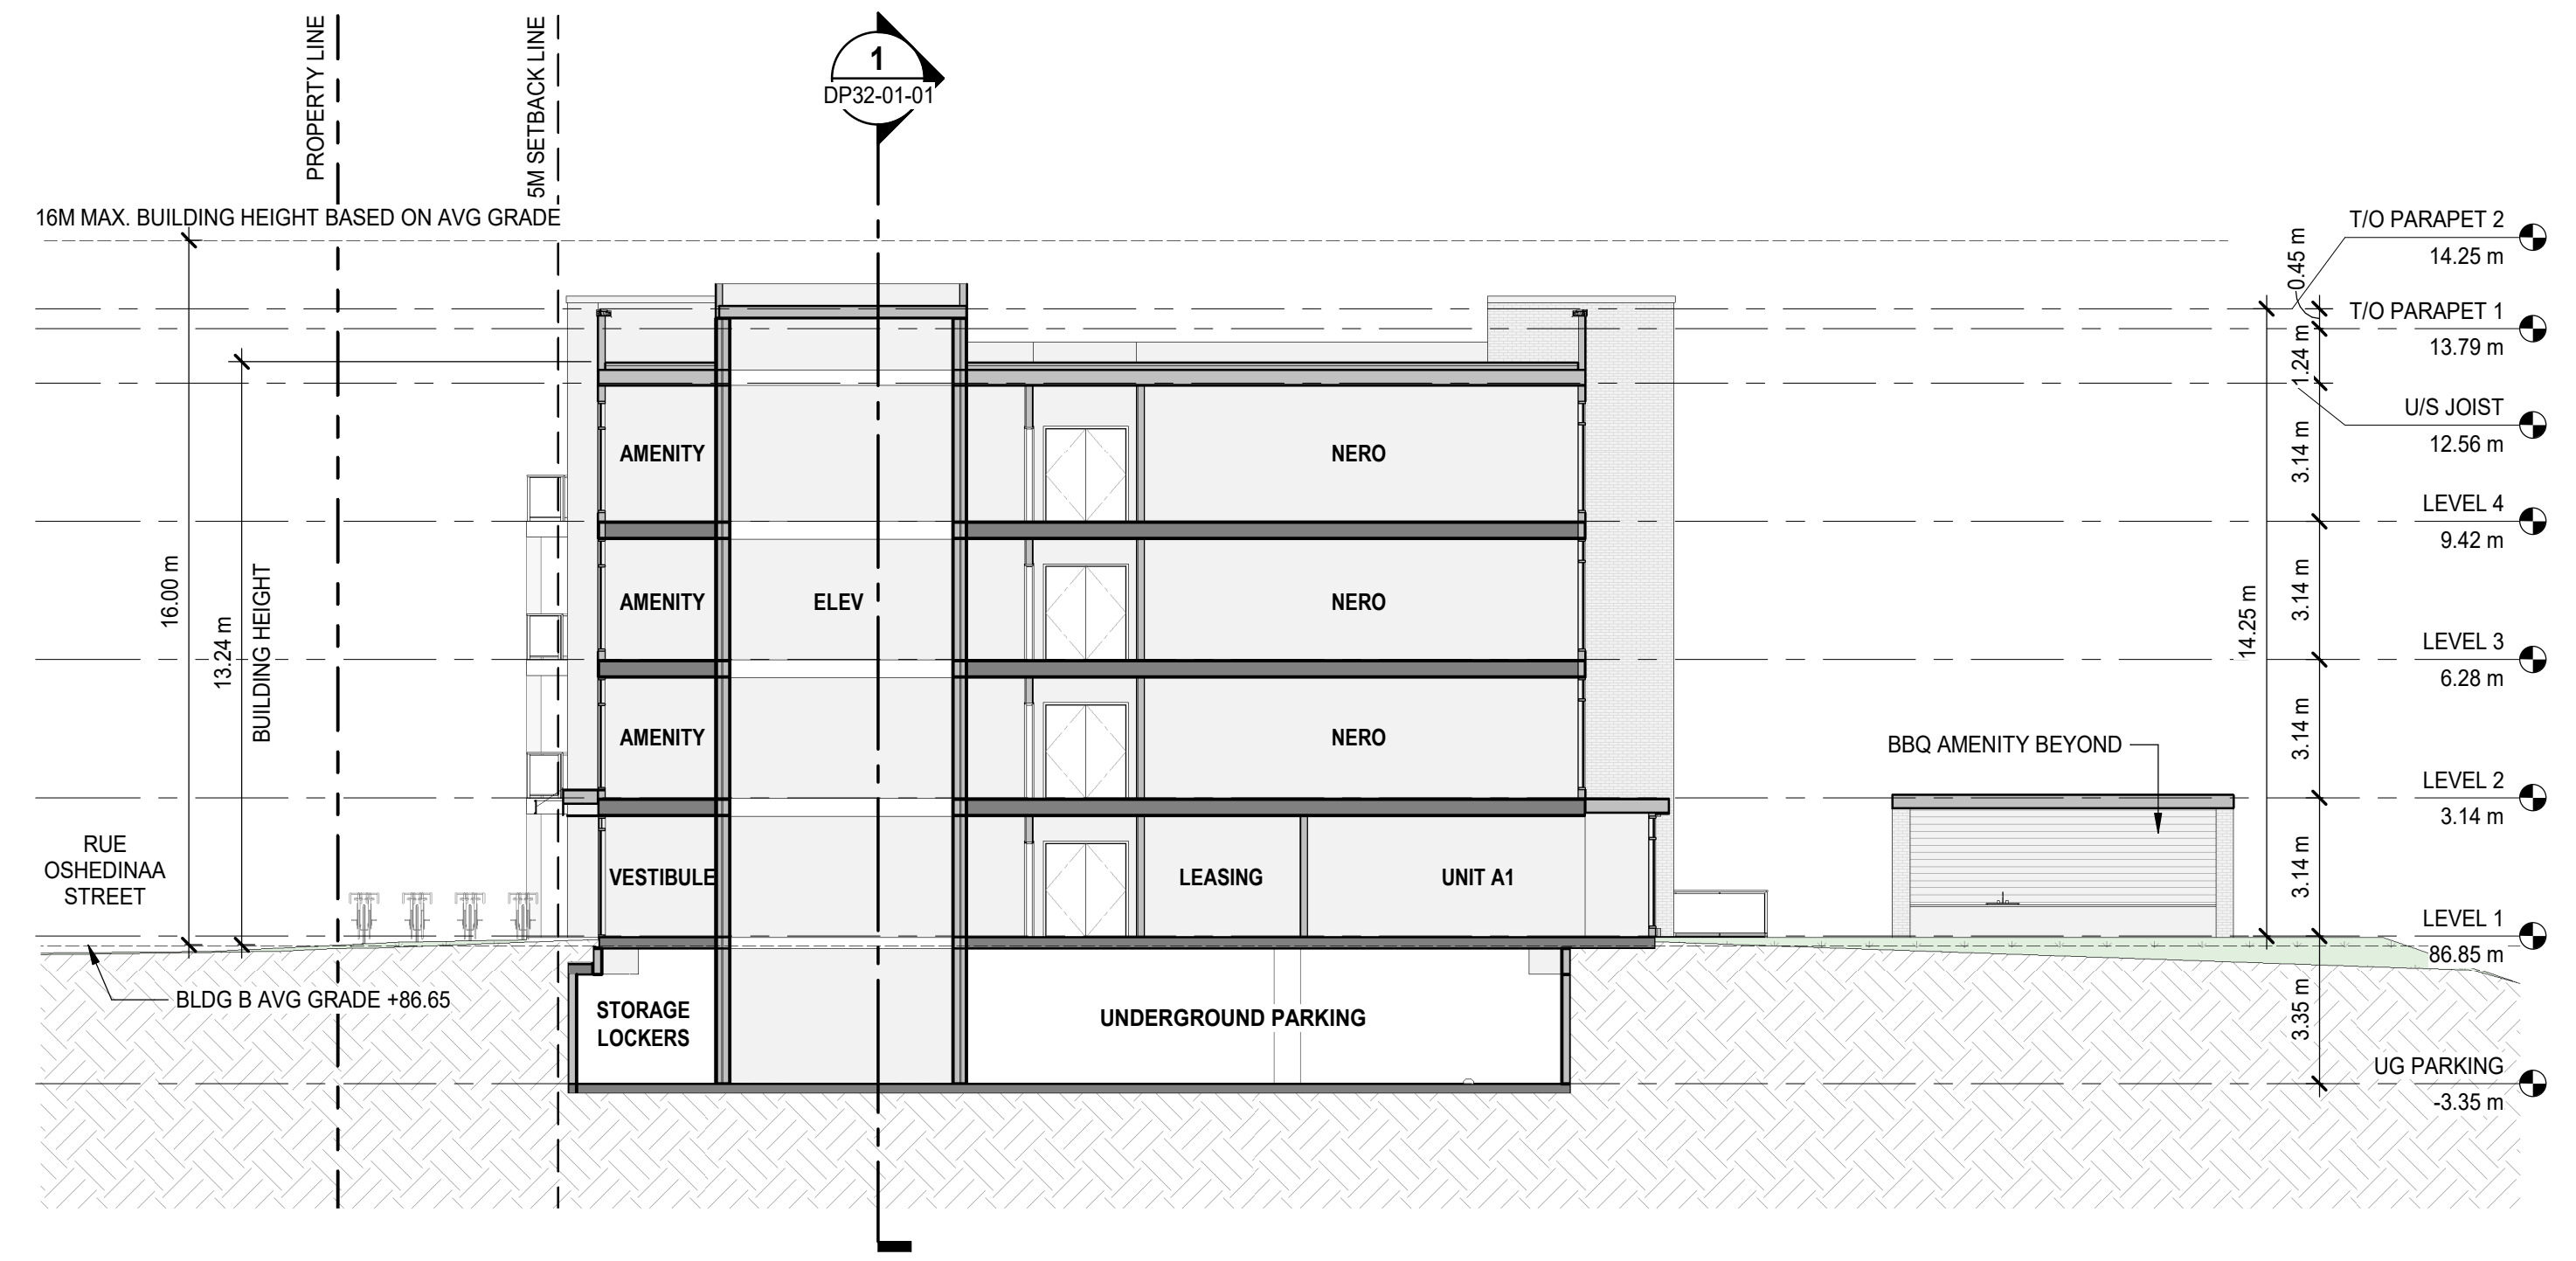 PROPERTY LINE
5M SETBACK LINE
1
DP32-01-01
16M MAX. BUILDING HEIGHT BASED ON AVG GRADE
T/O PARAPET 2
14.25 m
0.45 m
T/O PARAPET 1
13.79 m
1.24 m
U/S JOIST
12.56 m
AMENITY
NERO
3.14 m
LEVEL 4
9.42 m
16.00 m
13.24 m
BUILDING HEIGHT
AMENITY
ELEV
NERO
14.25 m
3.14 m
LEVEL 3
6.28 m
AMENITY
NERO
3.14 m
BBQ AMENITY BEYOND
LEVEL 2
3.14 m
RUE
OSHEDINAA
STREET
VESTIBULE
LEASING
UNIT A1
3.14 m
LEVEL 1
86.85 m
BLDG B AVG GRADE +86.65
STORAGE
LOCKERS
UNDERGROUND PARKING
3.35 m
UG PARKING
-3.35 m